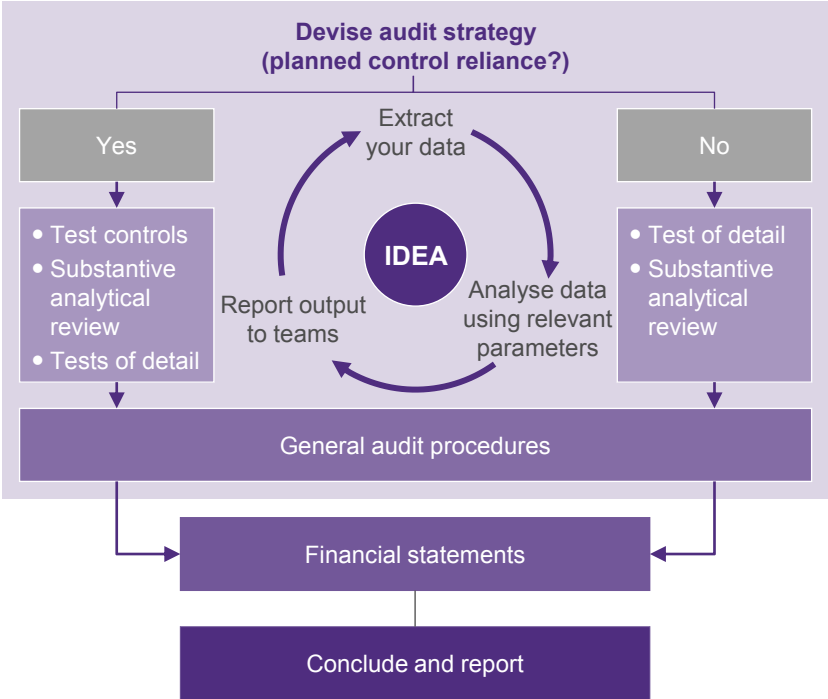 Devise audit strategy
(planned control reliance?)
Yes
Extract
your data
No
• Test controls
• Substantive
analytical
review
• Tests of detail
IDEA
Report output
to teams
Analyse data
using relevant
parameters
• Test of detail
• Substantive
analytical
review
General audit procedures
Financial statements
Conclude and report